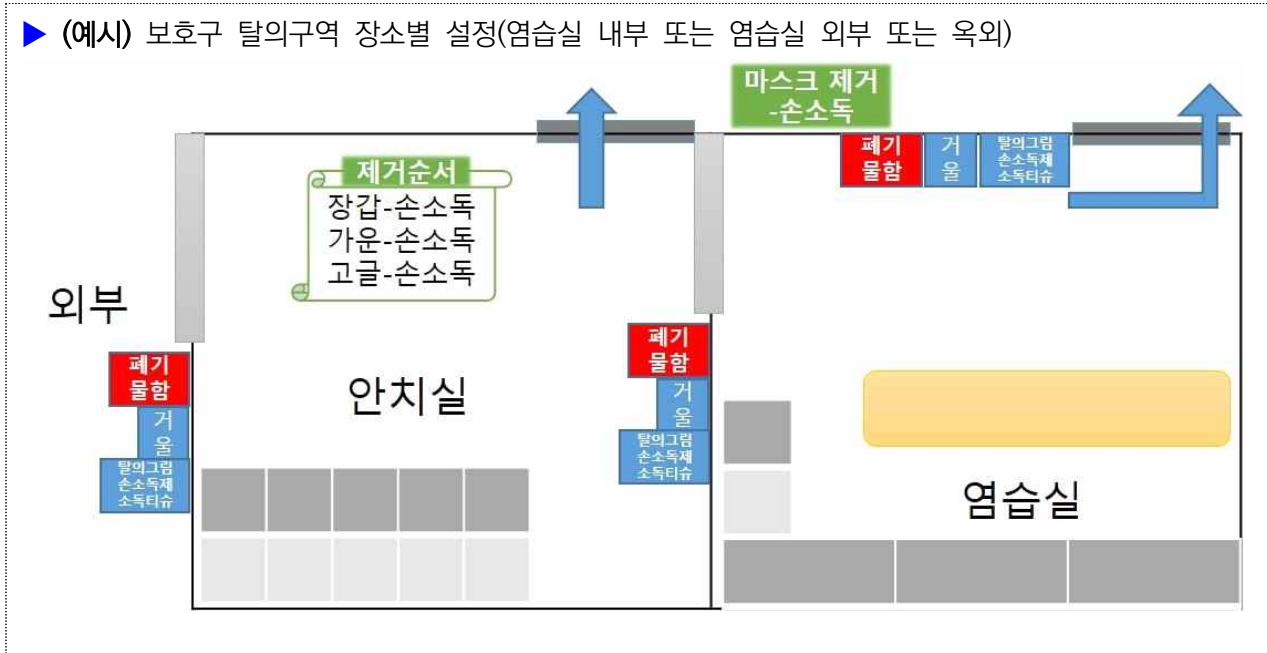 ▶ (예시) 보호구 탈의구역 장소별 설정(염습실 내부 또는 염습실 외부 또는 옥외)
마스크 제거
-손소독
폐기
물함
거
울
탈의그림
손소독제
소독티슈
제거순서
장갑-손소독
가운-손소독
고글-손소독
외부
폐기
물함
거
울
탈의그림
손소독제
소독티슈
안치실
폐기
물함
거
울
탈의그림
손소독제
소독티슈
염습실